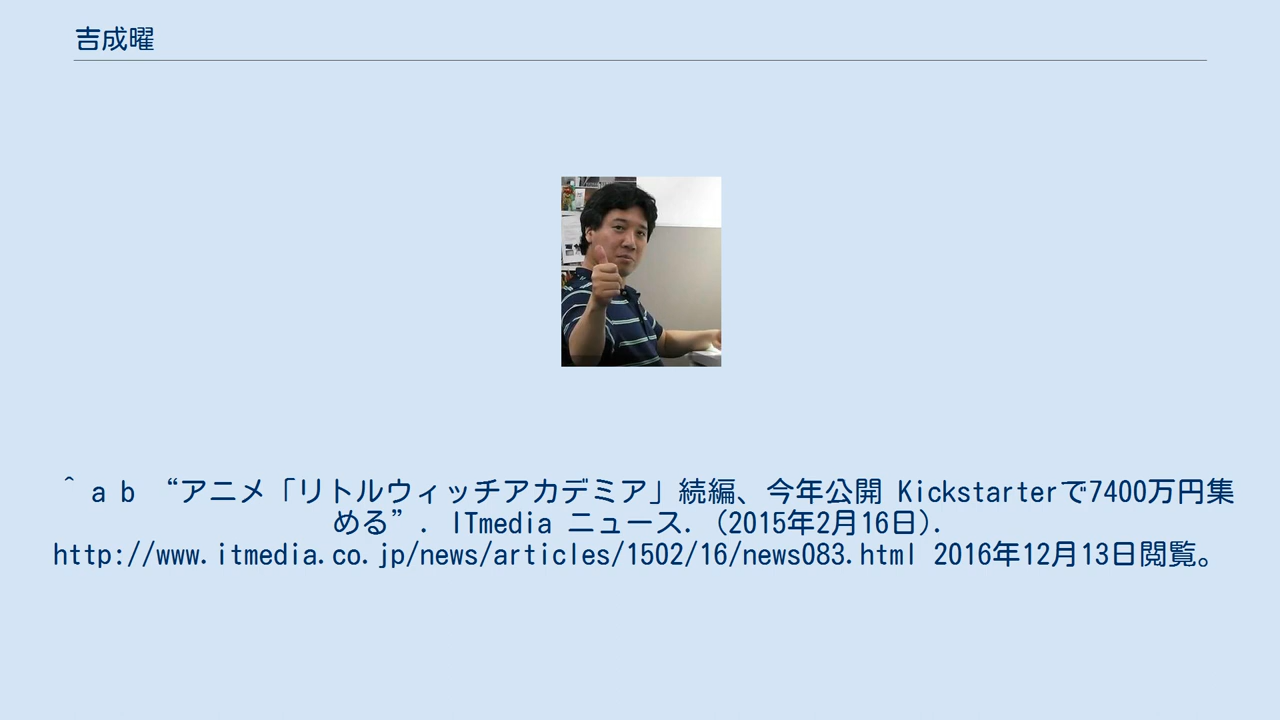 吉成曜
^ a b “アニメ「リトルウィッチアカデミア」続編、今年公開 Kickstarterで7400万円集
める”. ITmedia ニュース. (2015年2月16日).
http://www.itmedia.co.jp/news/articles/1502/16/news083.html 2016年12月13日閲覧。